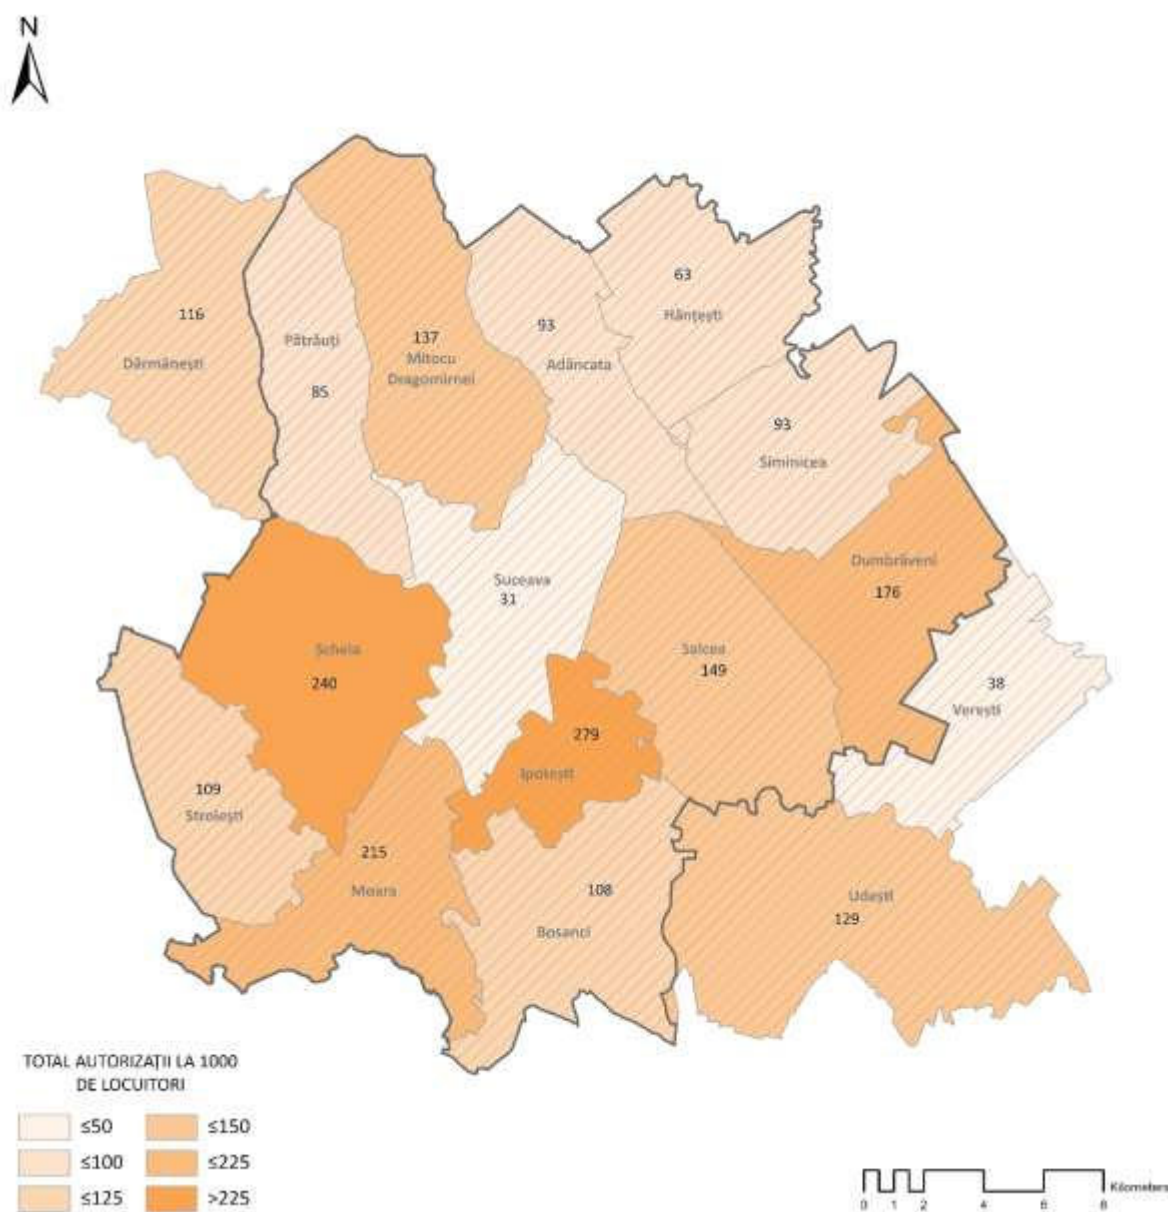 N
63
Hănțești
116
Dărmănești
Pătrăuți
85
137
Mitocu
Dragomirnei
93
Adâncata
93
Siminicea
Dumbrăveni
176
Suceava
31
Scheia
240
Salcea
149
38
Verești
279
Ipotești
109
Stroiești
215
Moara
108
Bosanci
Udești
129
TOTAL AUTORIZAȚII LA 1000
DE LOCUITORI
≤50 ≤150
≤100 ≤225
≤125 >225
Kilometers
0 1 2 4 6 8